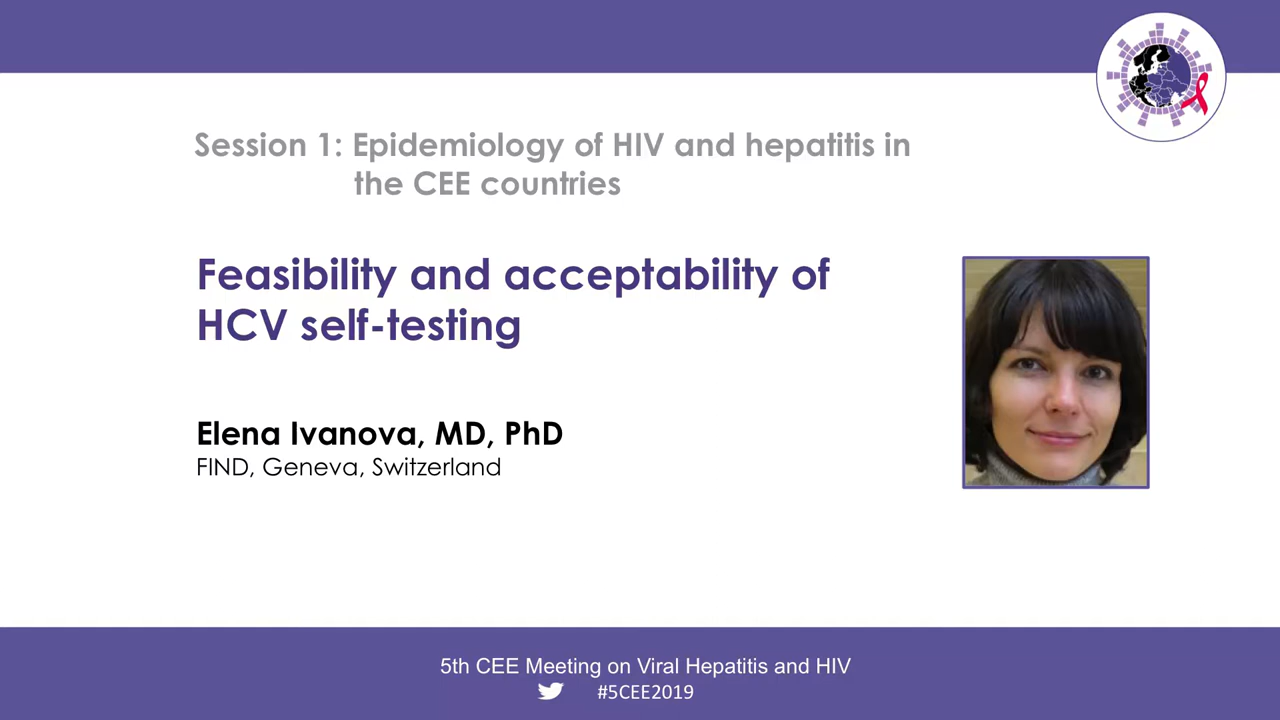 Session 1: Epidemiology of HIV and hepatitis in
the CEE countries
Feasibility and acceptability of
HCV self-testing
Elena Ivanova, MD, PhD
FIND, Geneva, Switzerland
5th CEE Meeting on Viral Hepatitis and HIV
#5CEE2019